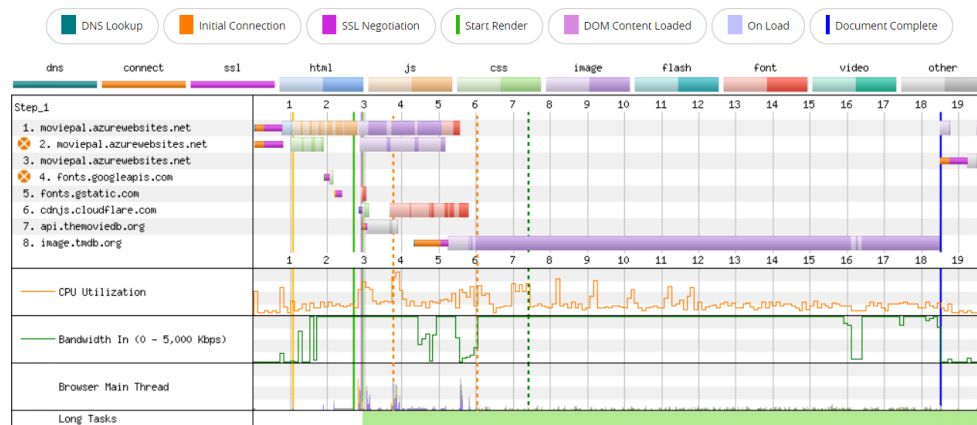 DNS Lookup Initial Connection SSL Negotiation Start Render DOM Content Loaded On Load Document Complete
dns connect ssl html js css image flash font video other
Step_1 1 2 3 4 5 6 7 8 9 10 11 12 13 14 15 16 17 18 19
1. moviepal.azurewebsites.net
2. moviepal.azurewebsites.net
3. moviepal.azurewebsites.net
4. fonts.googleapis.com
5. fonts.gstatic.com
6. cdnjs.cloudflare.com
7. api.themoviedb.org
8. image.tmdb.org
1 2 3 4 5 6 7 8 9 10 11 12 13 14 15 16 17 18 19
CPU Utilization
Bandwidth In (0 - 5,000 Kbps)
Browser Main Thread
Long Tasks